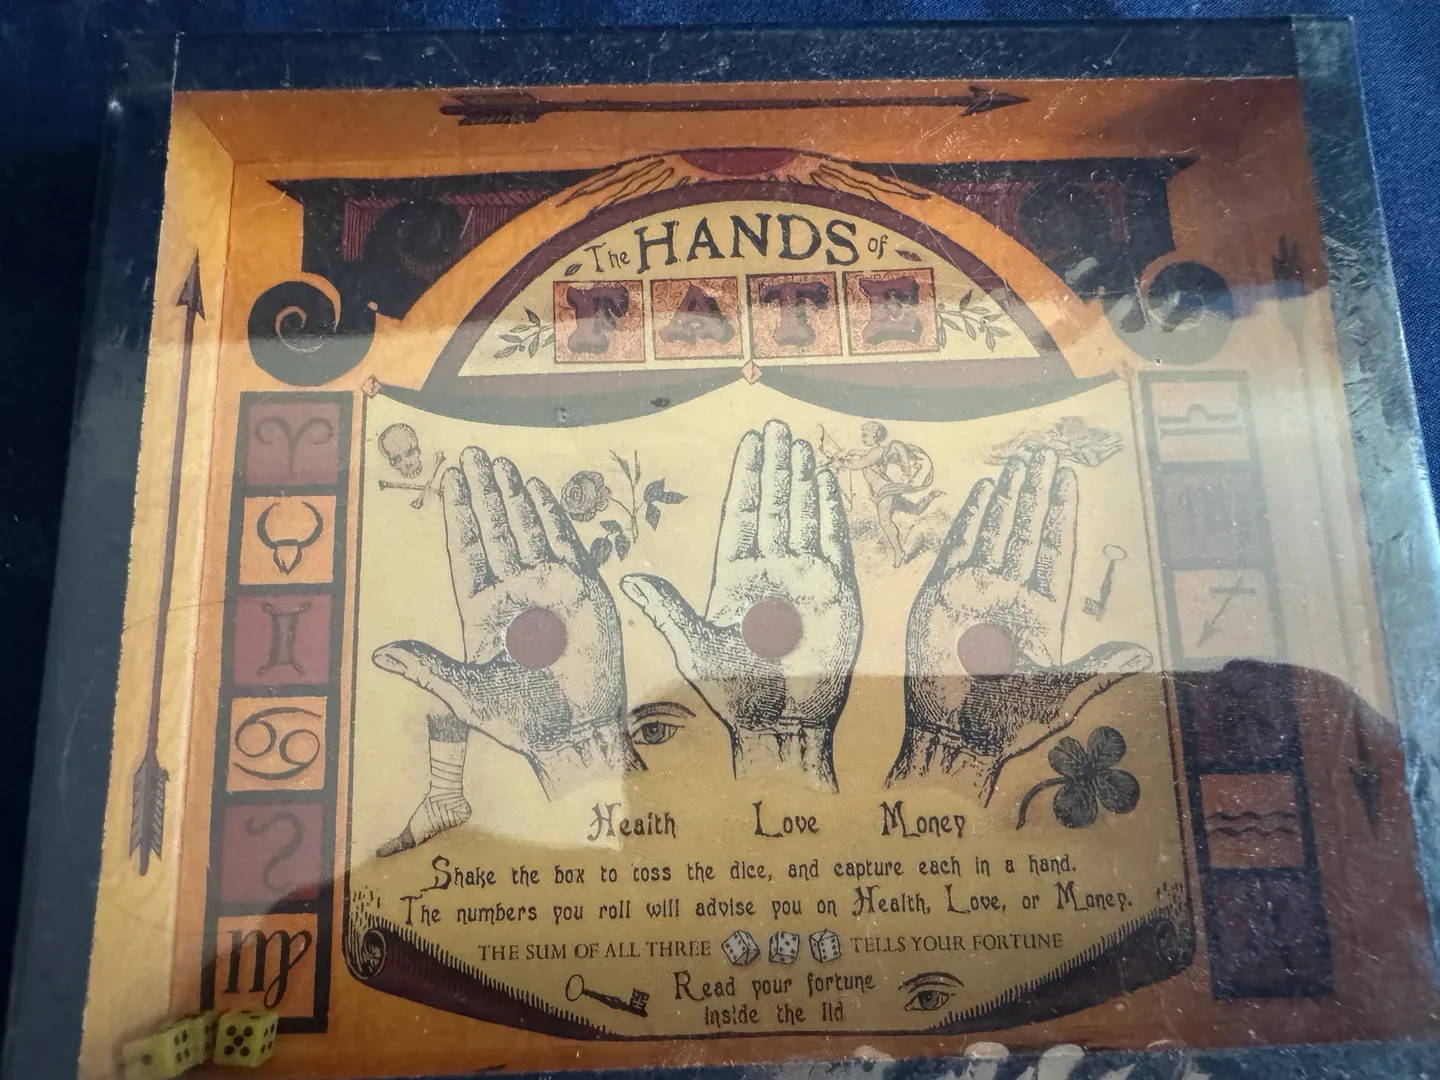 The HANDS of
FATE
Health Love Money
Shake the box to toss the dice, and capture each in a hand.
The numbers you roll will advise you on Health, Love, or Money.
THE SUM OF ALL THREE TELLS YOUR FORTUNE
Read your fortune
inside the lid